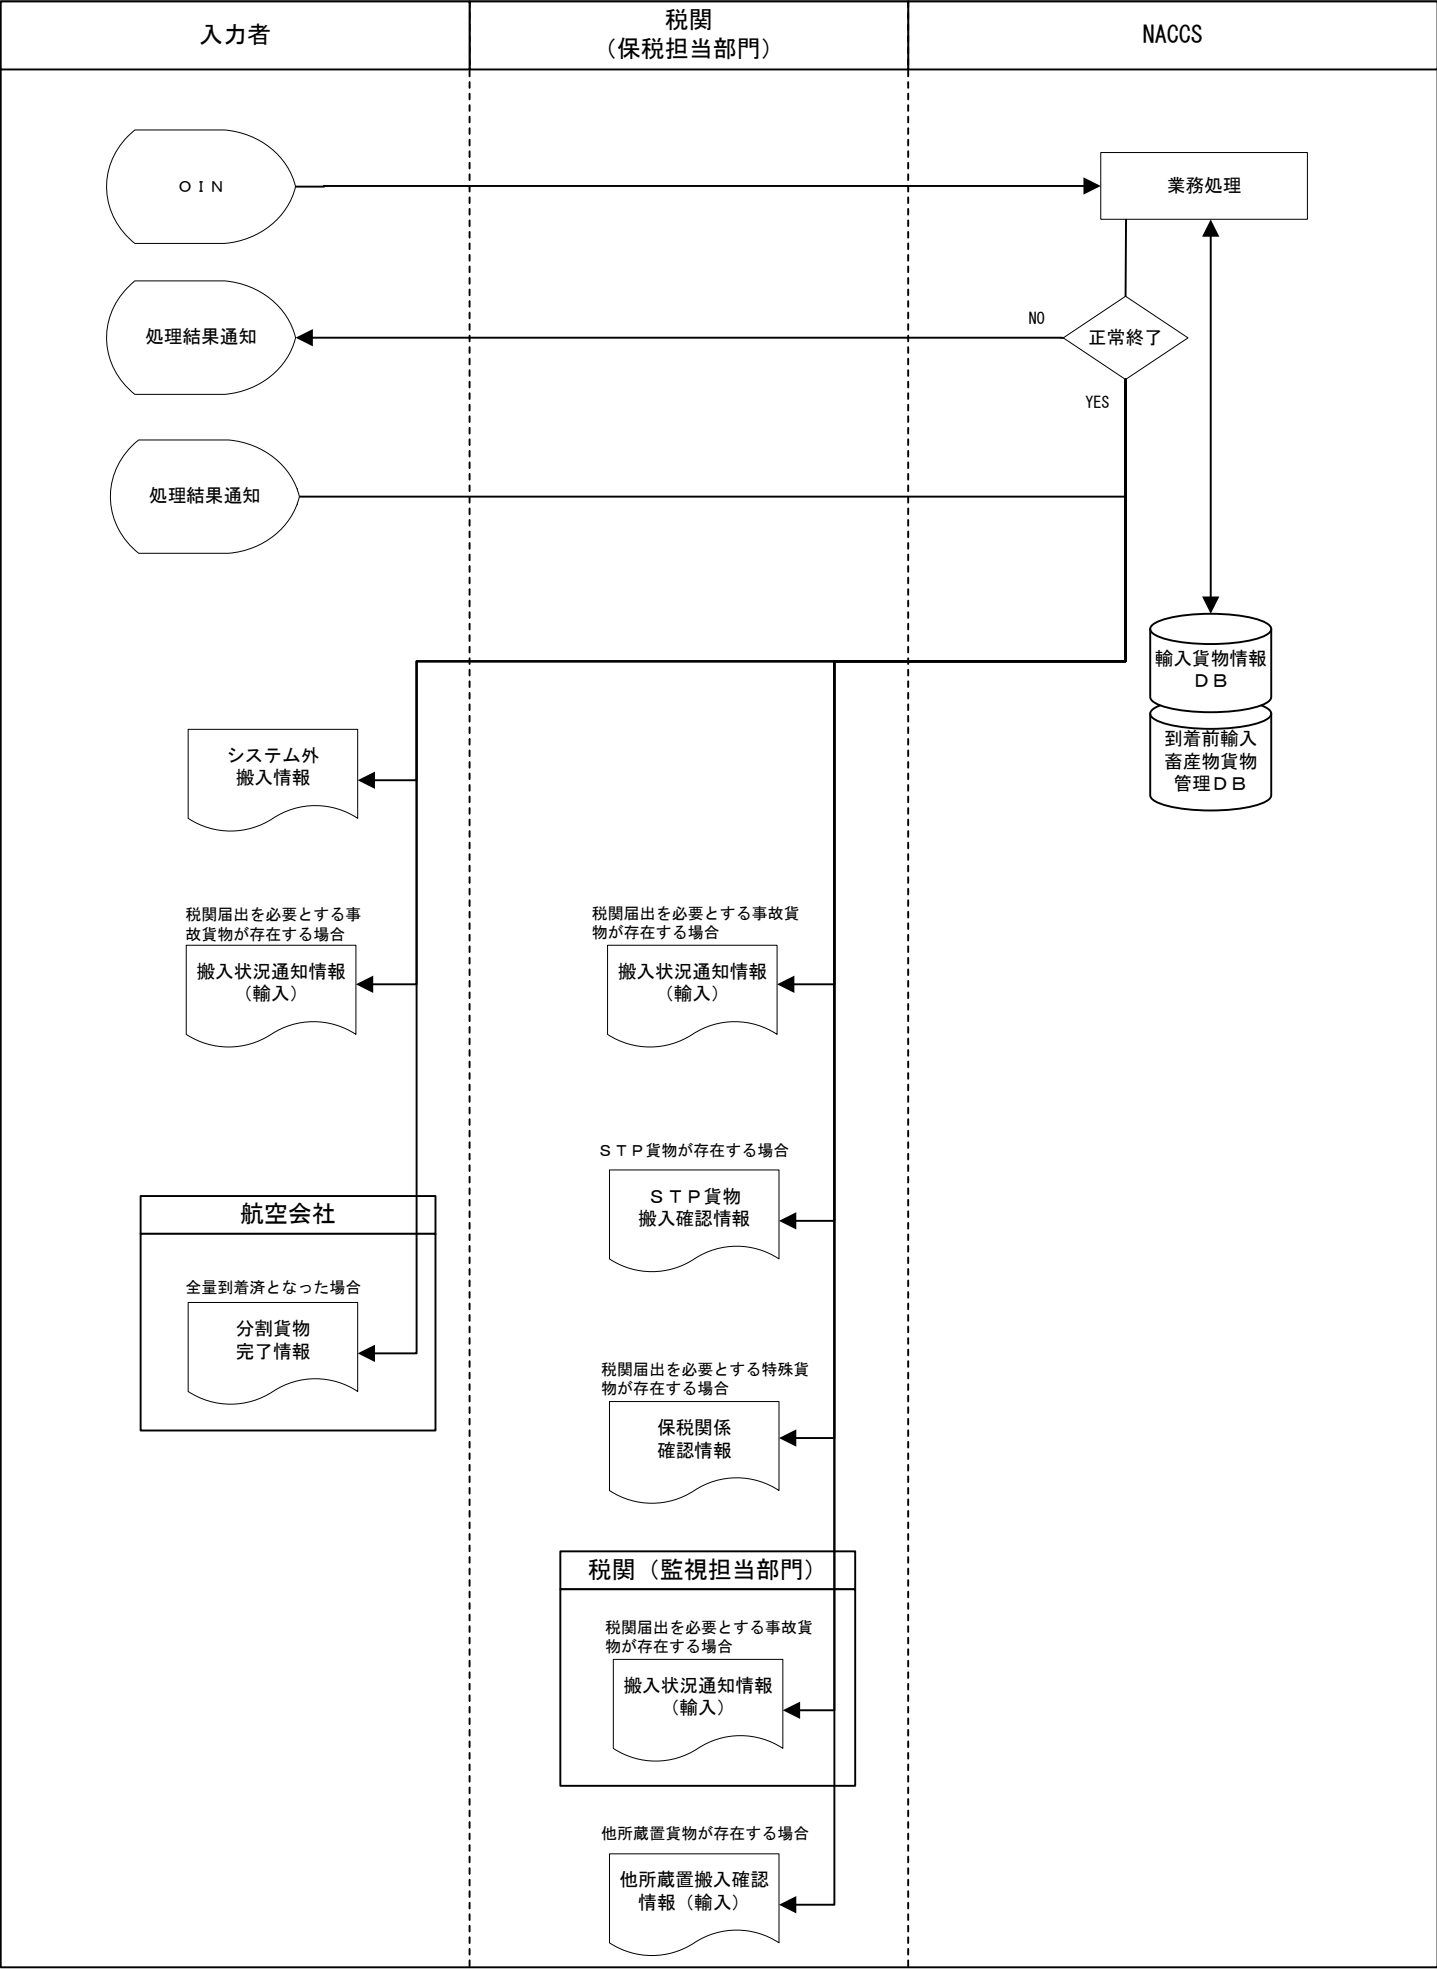 入力者
税関
（保税担当部門）
NACCS
ＯＩＮ
業務処理
処理結果通知
NO
正常終了
YES
処理結果通知
輸入貨物情報
ＤＢ
到着前輸入
畜産物貨物
管理ＤＢ
システム外
搬入情報
税関届出を必要とする事
故貨物が存在する場合
搬入状況通知情報
（輸入）
税関届出を必要とする事故貨
物が存在する場合
搬入状況通知情報
（輸入）
ＳＴＰ貨物が存在する場合
ＳＴＰ貨物
搬入確認情報
航空会社
全量到着済となった場合
分割貨物
完了情報
税関届出を必要とする特殊貨
物が存在する場合
保税関係
確認情報
税関（監視担当部門）
税関届出を必要とする事故貨
物が存在する場合
搬入状況通知情報
（輸入）
他所蔵置貨物が存在する場合
他所蔵置搬入確認
情報（輸入）